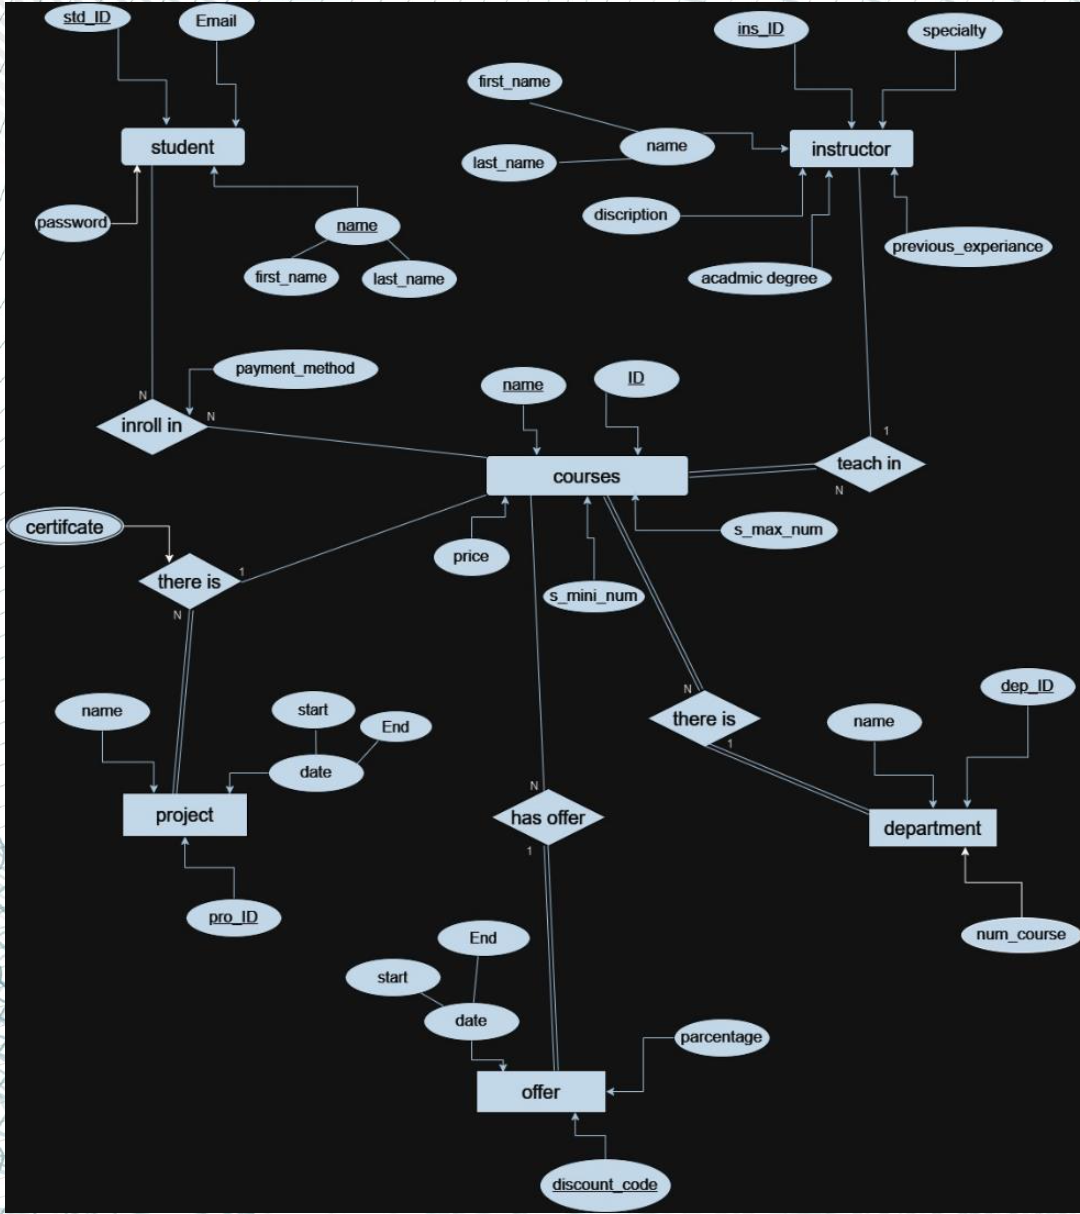 std_ID
Email
student
password
name
first_name
last_name
ins_ID
specialty
first_name
last_name
name
instructor
discription
acadmic degree
previous_experiance
payment_method
N
inroll in
N
name
ID
courses
price
s_mini_num
s_max_num
1
teach in
N
certifcate
there is
1
N
name
start
End
date
project
pro_ID
N
there is
1
name
dep_ID
department
num_course
N
has offer
1
End
start
date
parcentage
offer
discount_code